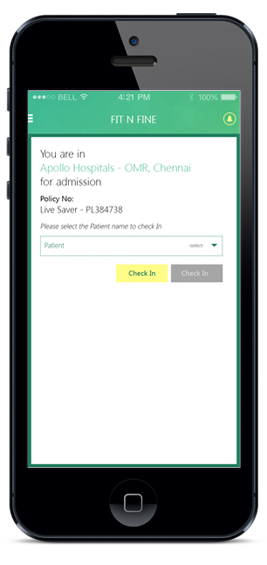 ●●●○○ BELL 4:21 PM 100%
FIT N FINE
You are in
Apollo Hospitals - OMR, Chennai
for admission
Policy No:
Live Saver - PL384738
Please select the Patient name to check In
Patient -select-
Check In Check In